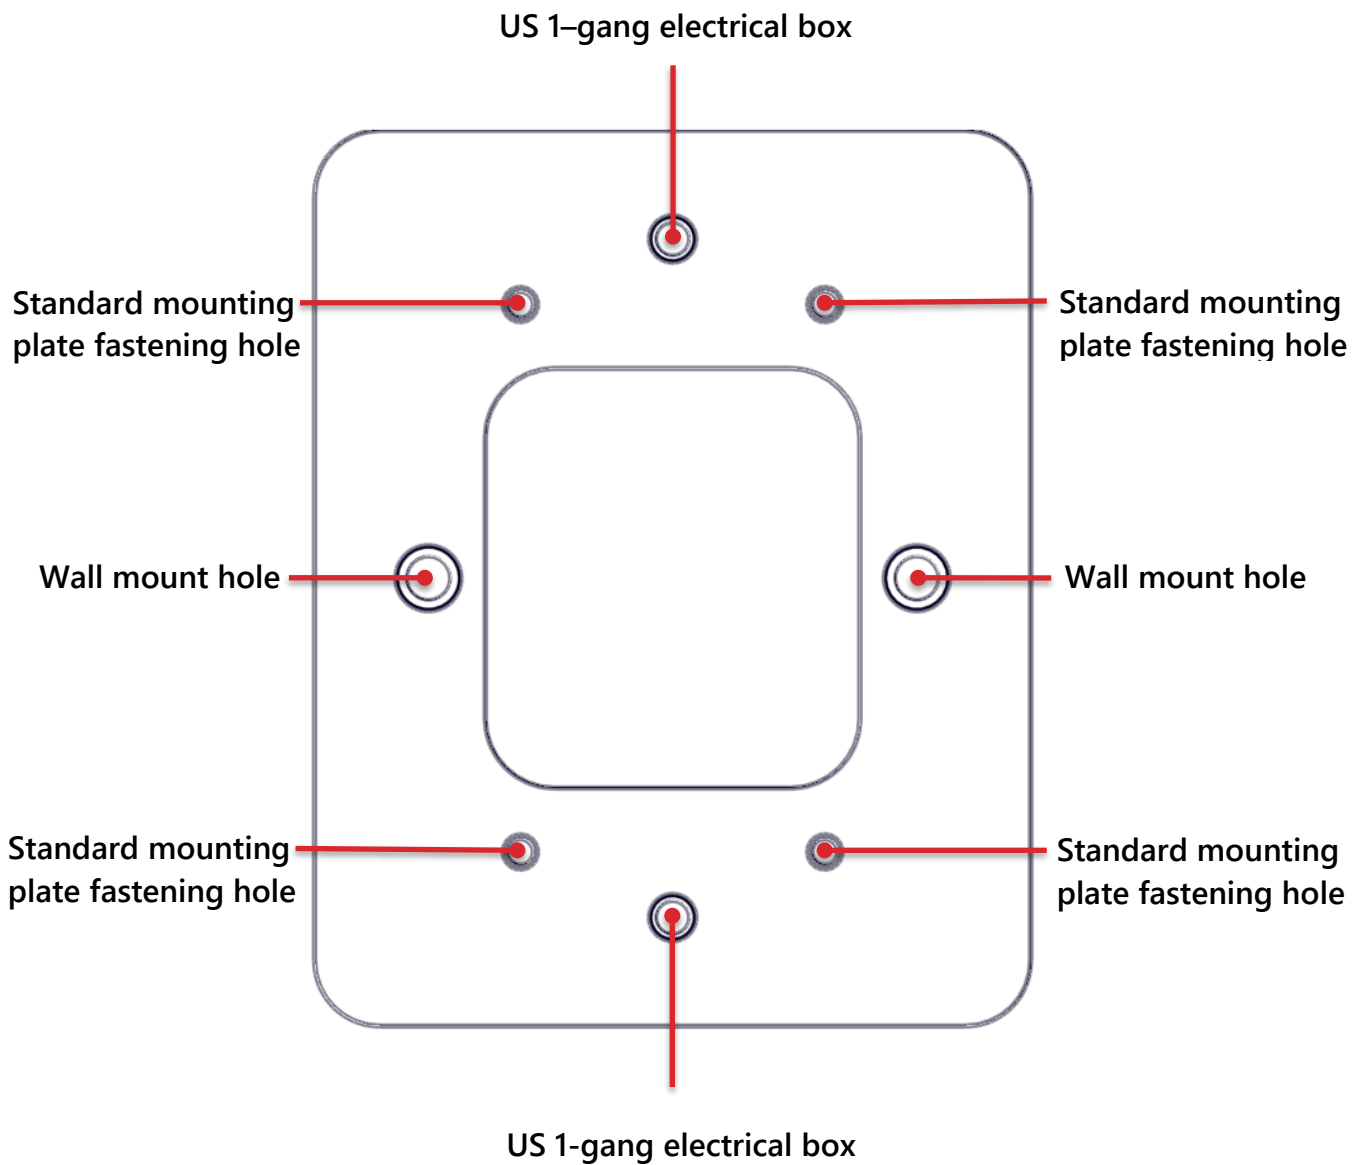 US 1–gang electrical box
Standard mounting
plate fastening hole
Standard mounting
plate fastening hole
Wall mount hole
Wall mount hole
Standard mounting
plate fastening hole
Standard mounting
plate fastening hole
US 1-gang electrical box